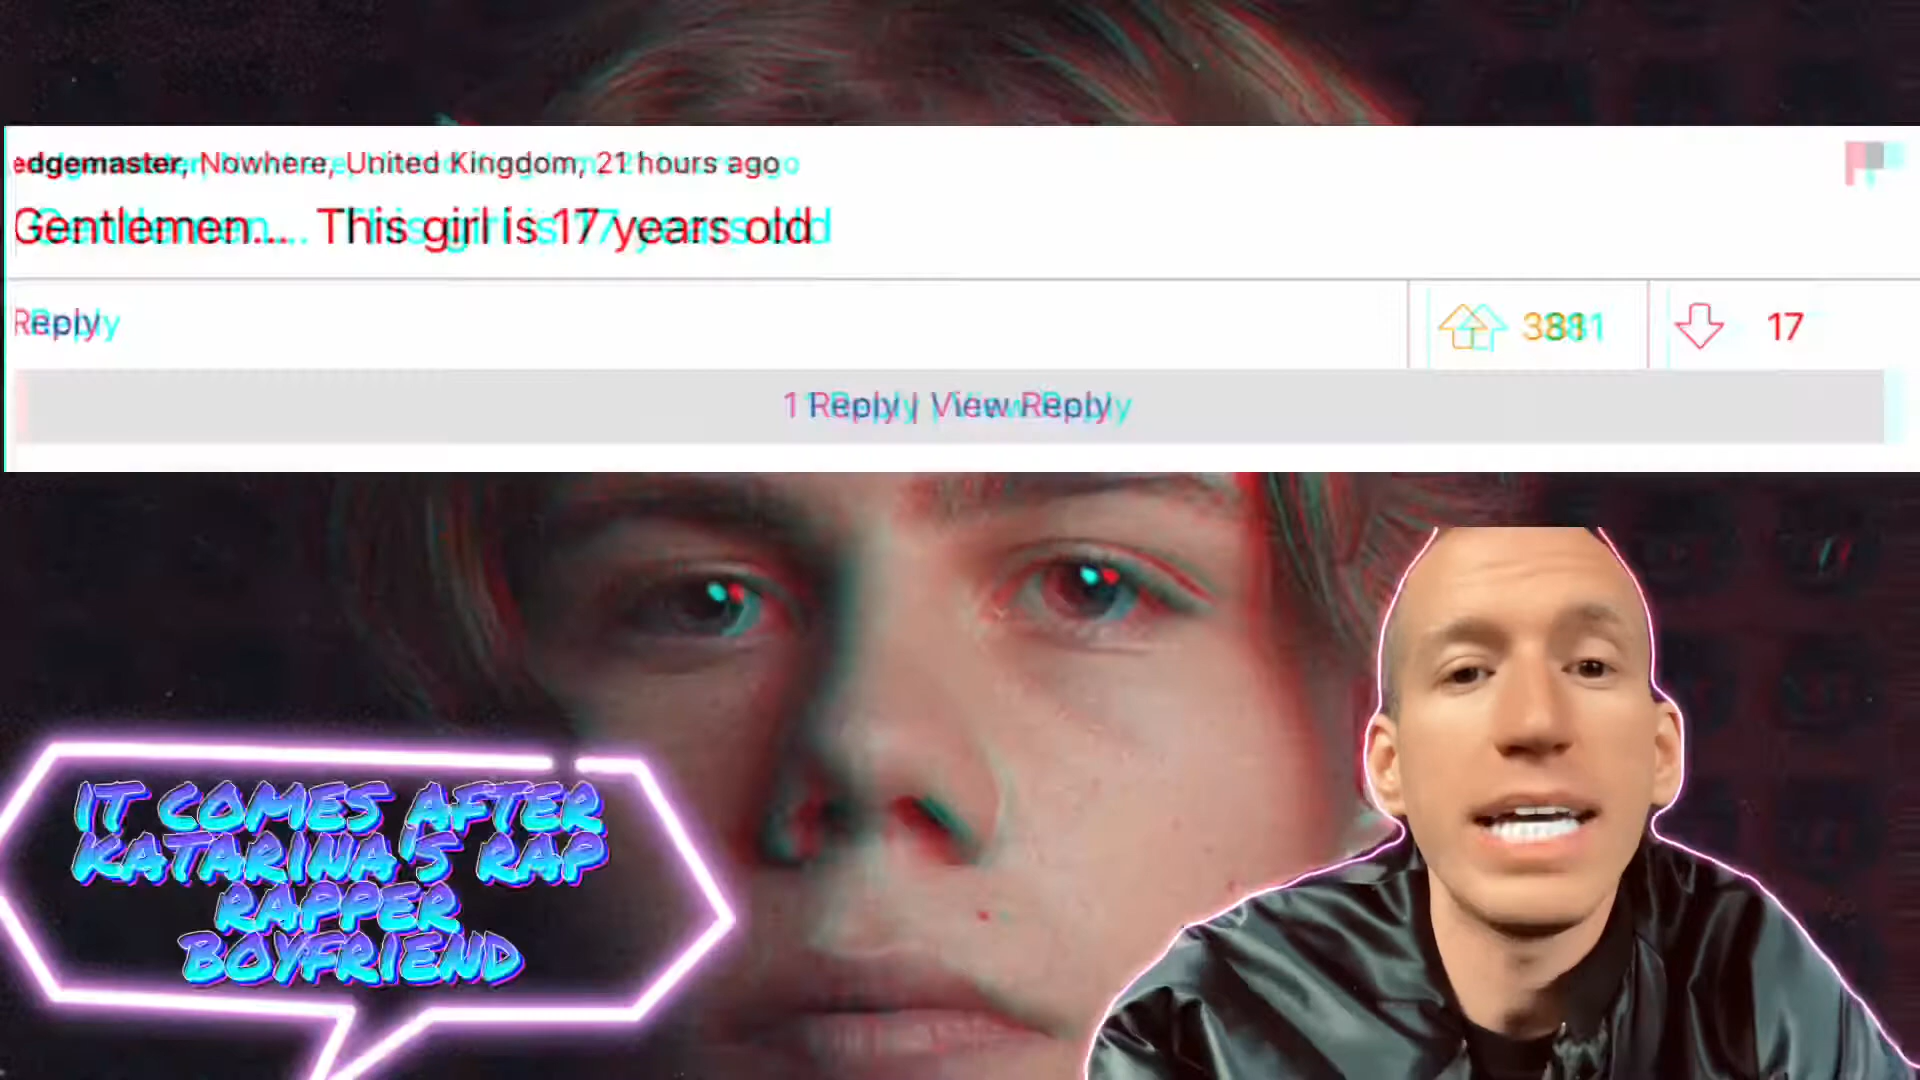 edgemaster, Nowhere, United Kingdom, 21 hours ago
Gentlemen... This girl is 17 years old
Reply
17
1 Reply | View Reply
IT COMES AFTER
KATARINA'S RAP
RAPPER
BOYFRIEND